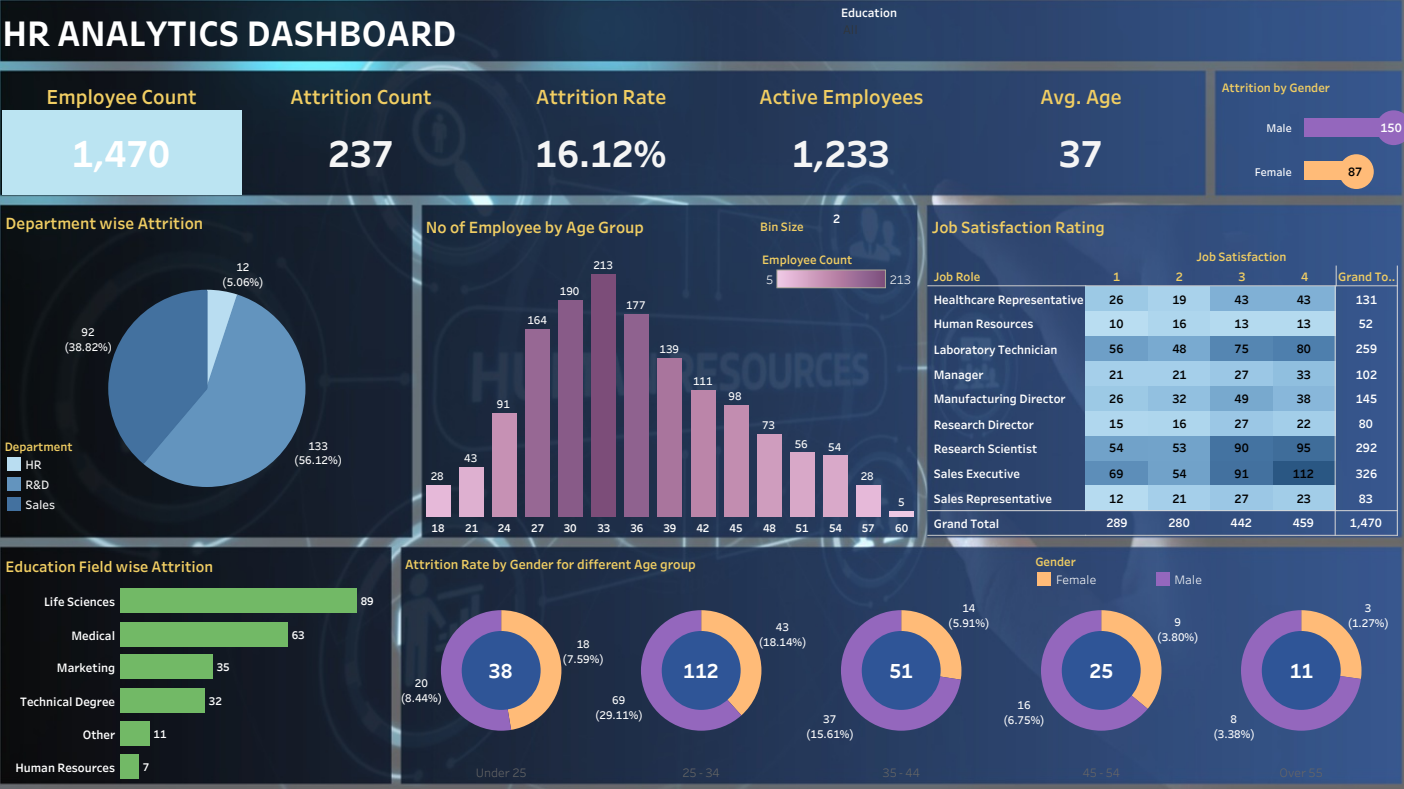 Education
HR ANALYTICS DASHBOARD
Employee Count
Attrition Count
Attrition Rate
Active Employees
Avg. Age
1,470
237
16.12%
1,233
37
Attrition by Gender
Male 150
Female 87
Department wise Attrition
12
(5.06%)
92
(38.82%)
133
(56.12%)
Department
HR
R&D
Sales
No of Employee by Age Group
Bin Size 2
Employee Count
5 213
28 43 91 164 190 213 177 139 111 98 73 56 54 28 5
18 21 24 27 30 33 36 39 42 45 48 51 54 57 60
HUMAN RESOURCES
Job Satisfaction Rating
Job Satisfaction
Job Role 1 2 3 4 Grand To..
Healthcare Representative 26 19 43 43 131
Human Resources 10 16 13 13 52
Laboratory Technician 56 48 75 80 259
Manager 21 21 27 33 102
Manufacturing Director 26 32 49 38 145
Research Director 15 16 27 22 80
Research Scientist 54 53 90 95 292
Sales Executive 69 54 91 112 326
Sales Representative 12 21 27 23 83
Grand Total 289 280 442 459 1,470
Education Field wise Attrition
Life Sciences 89
Medical 63
Marketing 35
Technical Degree 32
Other 11
Human Resources 7
Attrition Rate by Gender for different Age group
Gender
Female Male
38
18
(7.59%)
20
(8.44%)
Under 25
112
43
(18.14%)
69
(29.11%)
25 - 34
51
14
(5.91%)
37
(15.61%)
35 - 44
25
9
(3.80%)
16
(6.75%)
45 - 54
11
3
(1.27%)
8
(3.38%)
Over 55